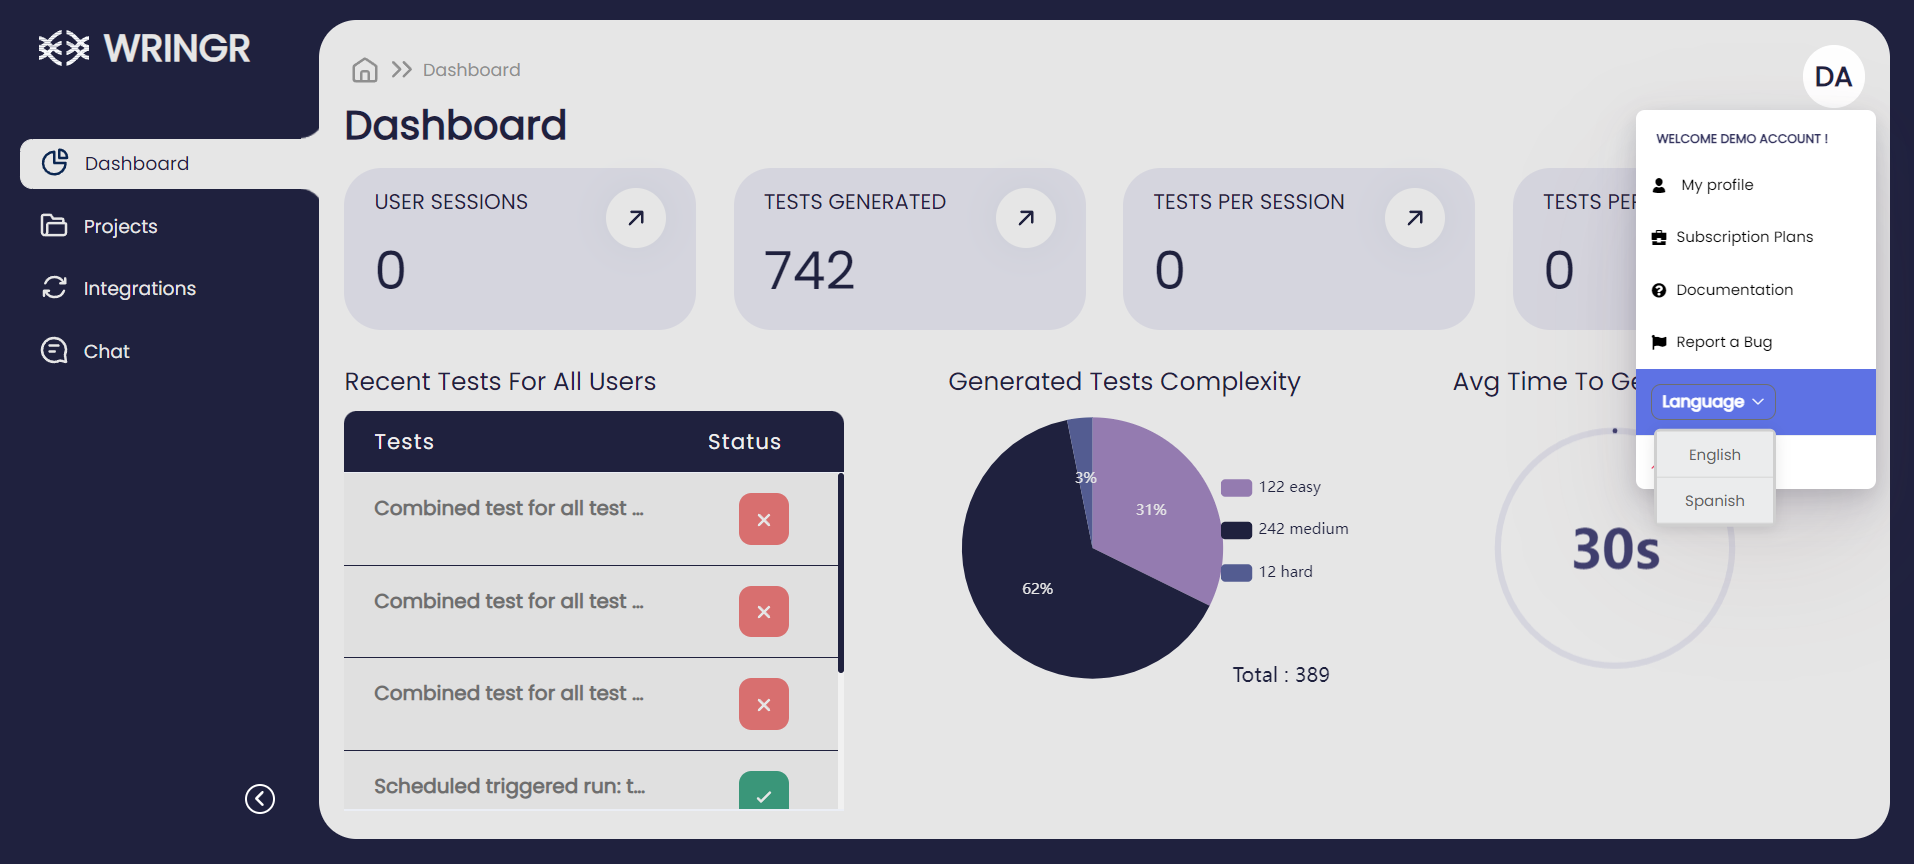 WRINGR
Dashboard
Projects
Integrations
Chat
Dashboard
DA
Dashboard
USER SESSIONS
0
TESTS GENERATED
742
TESTS PER SESSION
0
TESTS PER
0
WELCOME DEMO ACCOUNT !
My profile
Subscription Plans
Documentation
Report a Bug
Language
English
Spanish
Recent Tests For All Users
Tests Status
Combined test for all test ...
Combined test for all test ...
Combined test for all test ...
Scheduled triggered run: t...
Generated Tests Complexity
3%
31%
62%
122 easy
242 medium
12 hard
Total : 389
Avg Time To Ge
30s